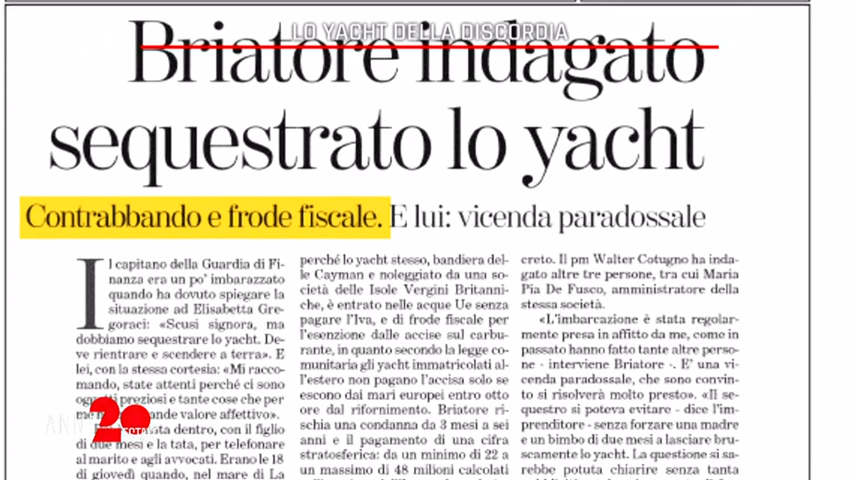 LO YACHT DELLA DISCORDIA
Briatore indagato
sequestrato lo yacht
Contrabbando e frode fiscale. E lui: vicenda paradossale
Il capitano della Guardia di Fi-
nanza era un po' imbarazzato
quando ha dovuto spiegare la
situazione ad Elisabetta Gre-
goraci: «Scusi signora, ma
dobbiamo sequestrare lo yacht. De-
ve rientrare e scendere a terra». E
lei, con la stessa cortesia: «Mi racco-
mando, state attenti perché ci sono
preziosi e tante cose che per
valore affettivo».
dentro, con il figlio
di due mesi e la tata, per telefonare
al marito e agli avvocati. Erano le 18
di giovedì quando, nel mare di La
perché lo yacht stesso, bandiera del-
le Cayman e noleggiato da una so-
cietà delle Isole Vergini Britanni-
che, è entrato nelle acque Ue senza
pagare l'Iva, e di frode fiscale per
l'esenzione dalle accise sul carbu-
rante, in quanto secondo la legge co-
munitaria gli yacht immatricolati al-
l'estero non pagano l'accisa solo se
escono dai mari europei entro otto
ore dal rifornimento. Briatore ri-
schia una condanna da 3 mesi a sei
anni e il pagamento di una cifra
stratosferica: da un minimo di 22 a
un massimo di 48 milioni calcolati
creto. Il pm Walter Cotugno ha inda-
gato altre tre persone, tra cui Maria
Pia De Fusco, amministratore della
stessa società.
«L'imbarcazione è stata regolar-
mente presa in affitto da me, come in
passato hanno fatto tante altre perso-
ne - interviene Briatore -. E' una vi-
cenda paradossale, che sono convin-
to si risolverà molto presto». «Il se-
questro si poteva evitare - dice l'im-
prenditore - senza forzare una madre
e un bimbo di due mesi a lasciare bru-
scamente lo yacht. La questione si sa-
rebbe potuta chiarire senza tanta
ANN 20